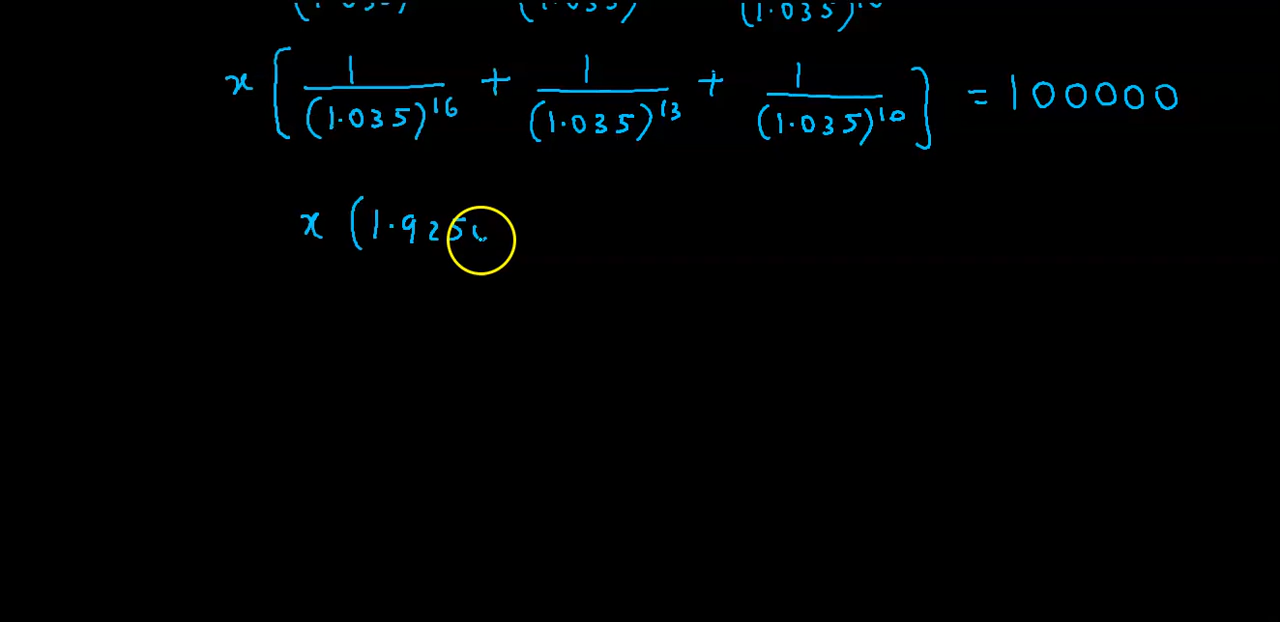 x [ 1/(1.035)^16 + 1/(1.035)^13 + 1/(1.035)^10 ] = 100000
x (1.925